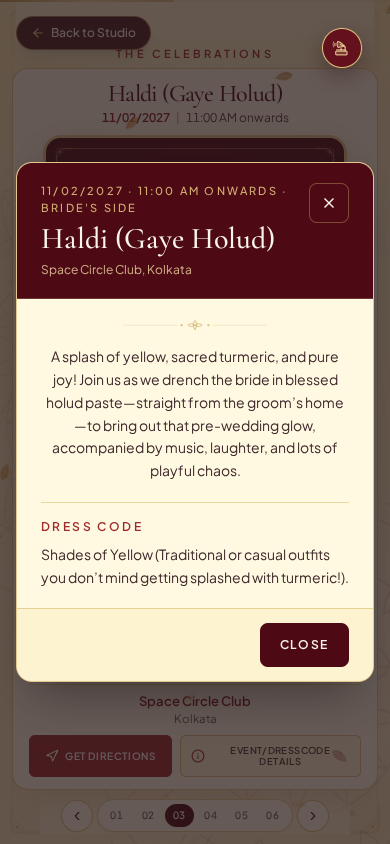 Back to Studio
THE CELEBRATIONS
Haldi (Gaye Holud)
11/02/2027 | 11:00 AM onwards
11/02/2027 · 11:00 AM ONWARDS ·
BRIDE'S SIDE
Haldi (Gaye Holud)
Space Circle Club, Kolkata
A splash of yellow, sacred turmeric, and pure
joy! Join us as we drench the bride in blessed
holud paste—straight from the groom's home
—to bring out that pre-wedding glow,
accompanied by music, laughter, and lots of
playful chaos.
DRESS CODE
Shades of Yellow (Traditional or casual outfits
you don't mind getting splashed with turmeric!).
CLOSE
Space Circle Club
Kolkata
GET DIRECTIONS
EVENT/DRESSCODE
DETAILS
01 02 03 04 05 06